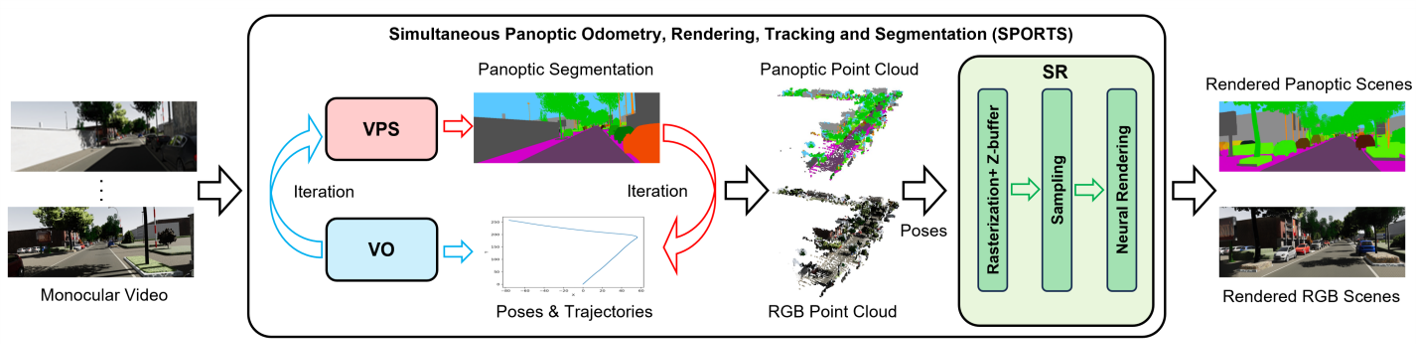 Simultaneous Panoptic Odometry, Rendering, Tracking and Segmentation (SPORTS)
Monocular Video
VPS
VO
Iteration
Panoptic Segmentation
Iteration
Poses & Trajectories
Panoptic Point Cloud
RGB Point Cloud
Poses
SR
Rasterization+ Z-buffer
Sampling
Neural Rendering
Rendered Panoptic Scenes
Rendered RGB Scenes